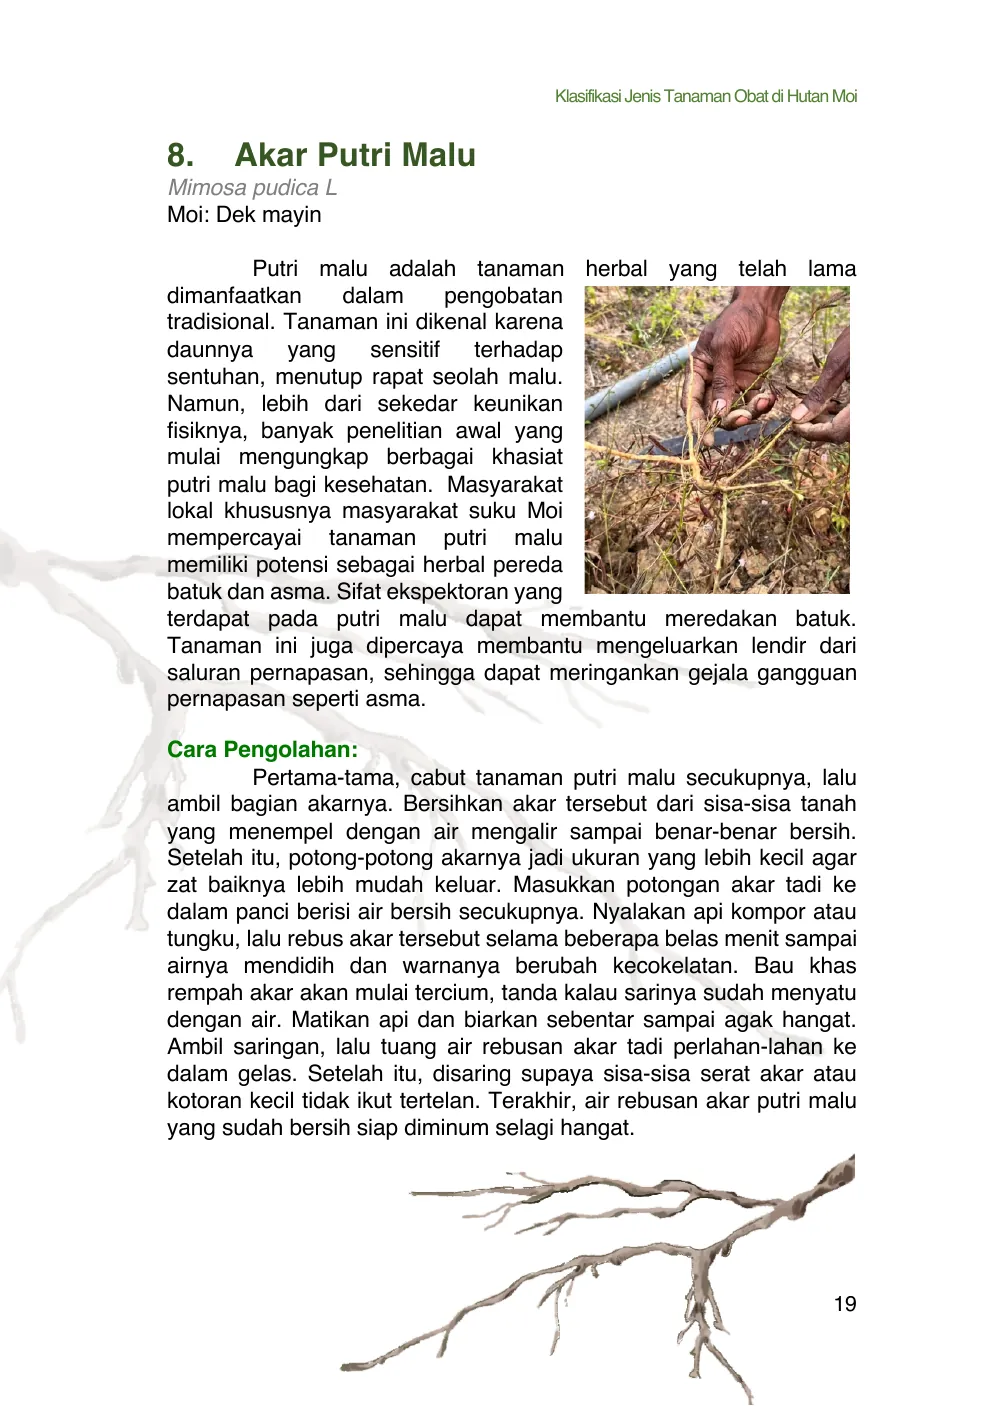 Klasifikasi Jenis Tanaman Obat di Hutan Moi
8. Akar Putri Malu
Mimosa pudica L
Moi: Dek mayin
Putri malu adalah tanaman herbal yang telah lama
dimanfaatkan dalam pengobatan
tradisional. Tanaman ini dikenal karena
daunnya yang sensitif terhadap
sentuhan, menutup rapat seolah malu.
Namun, lebih dari sekedar keunikan
fisiknya, banyak penelitian awal yang
mulai mengungkap berbagai khasiat
putri malu bagi kesehatan. Masyarakat
lokal khususnya masyarakat suku Moi
mempercayai tanaman putri malu
memiliki potensi sebagai herbal pereda
batuk dan asma. Sifat ekspektoran yang
terdapat pada putri malu dapat membantu meredakan batuk.
Tanaman ini juga dipercaya membantu mengeluarkan lendir dari
saluran pernapasan, sehingga dapat meringankan gejala gangguan
pernapasan seperti asma.
Cara Pengolahan:
Pertama-tama, cabut tanaman putri malu secukupnya, lalu
ambil bagian akarnya. Bersihkan akar tersebut dari sisa-sisa tanah
yang menempel dengan air mengalir sampai benar-benar bersih.
Setelah itu, potong-potong akarnya jadi ukuran yang lebih kecil agar
zat baiknya lebih mudah keluar. Masukkan potongan akar tadi ke
dalam panci berisi air bersih secukupnya. Nyalakan api kompor atau
tungku, lalu rebus akar tersebut selama beberapa belas menit sampai
airnya mendidih dan warnanya berubah kecokelatan. Bau khas
rempah akar akan mulai tercium, tanda kalau sarinya sudah menyatu
dengan air. Matikan api dan biarkan sebentar sampai agak hangat.
Ambil saringan, lalu tuang air rebusan akar tadi perlahan-lahan ke
dalam gelas. Setelah itu, disaring supaya sisa-sisa serat akar atau
kotoran kecil tidak ikut tertelan. Terakhir, air rebusan akar putri malu
yang sudah bersih siap diminum selagi hangat.
19